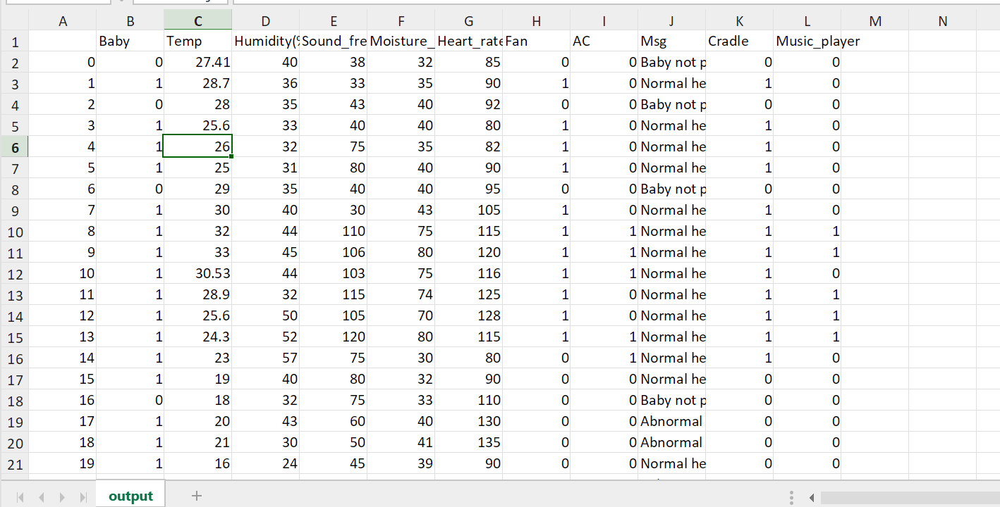 A B C D E F G H I J K L M N
1 Baby Temp Humidity(% Sound_fre Moisture_ Heart_rate Fan AC Msg Cradle Music_player
2 0 0 27.41 40 38 32 85 0 0 Baby not p 0 0
3 1 1 28.7 36 33 35 90 1 0 Normal he 1 0
4 2 0 28 35 43 40 92 0 0 Baby not p 0 0
5 3 1 25.6 33 40 40 80 1 0 Normal he 1 0
6 4 1 26 32 75 35 82 1 0 Normal he 1 0
7 5 1 25 31 80 40 90 1 0 Normal he 1 0
8 6 0 29 35 40 40 95 0 0 Baby not p 0 0
9 7 1 30 40 30 43 105 1 0 Normal he 1 0
10 8 1 32 44 110 75 115 1 1 Normal he 1 1
11 9 1 33 45 106 80 120 1 1 Normal he 1 1
12 10 1 30.53 44 103 75 116 1 1 Normal he 1 0
13 11 1 28.9 32 115 74 125 1 0 Normal he 1 1
14 12 1 25.6 50 105 70 128 1 0 Normal he 1 1
15 13 1 24.3 52 120 80 115 1 1 Normal he 1 1
16 14 1 23 57 75 30 80 0 1 Normal he 1 0
17 15 1 19 40 80 32 90 0 0 Normal he 0 0
18 16 0 18 32 75 33 110 0 0 Baby not p 0 0
19 17 1 20 43 60 40 130 0 0 Abnormal 0 0
20 18 1 21 30 50 41 135 0 0 Abnormal 0 0
21 19 1 16 24 45 39 90 0 0 Normal he 0 0
output +